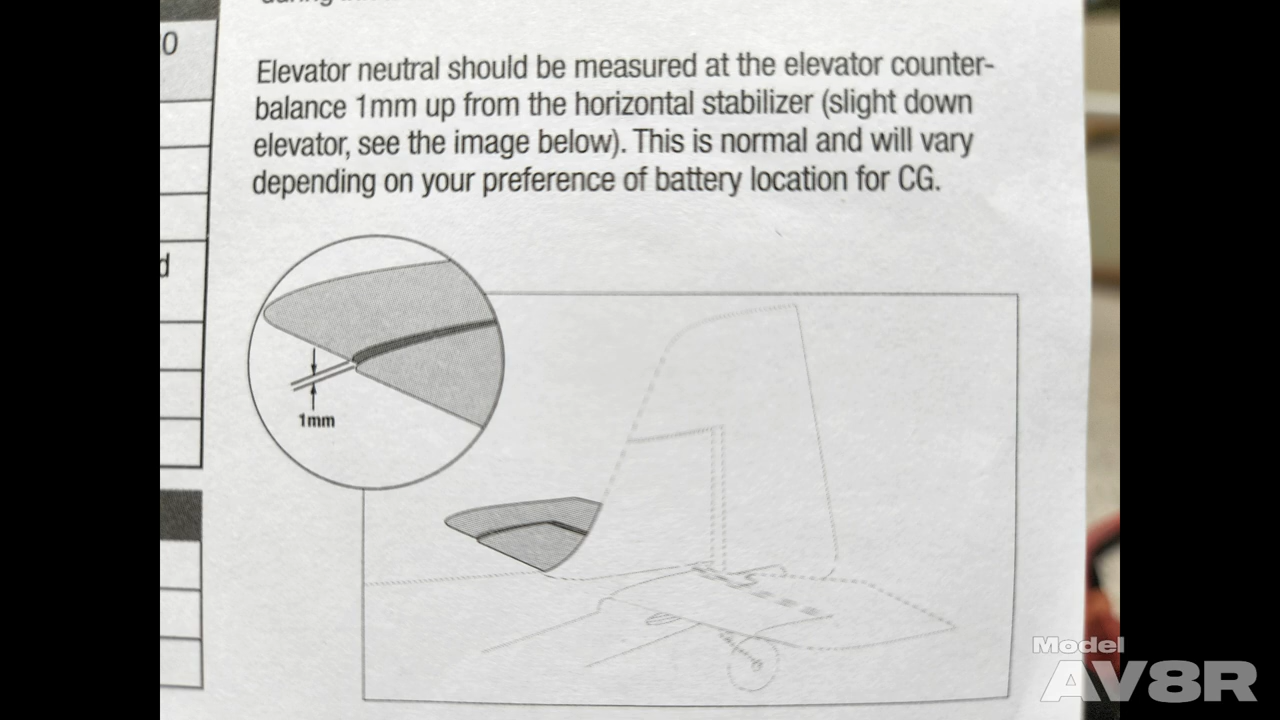 Elevator neutral should be measured at the elevator counter-
balance 1mm up from the horizontal stabilizer (slight down
elevator, see the image below). This is normal and will vary
depending on your preference of battery location for CG.
1mm
Model
AV8R